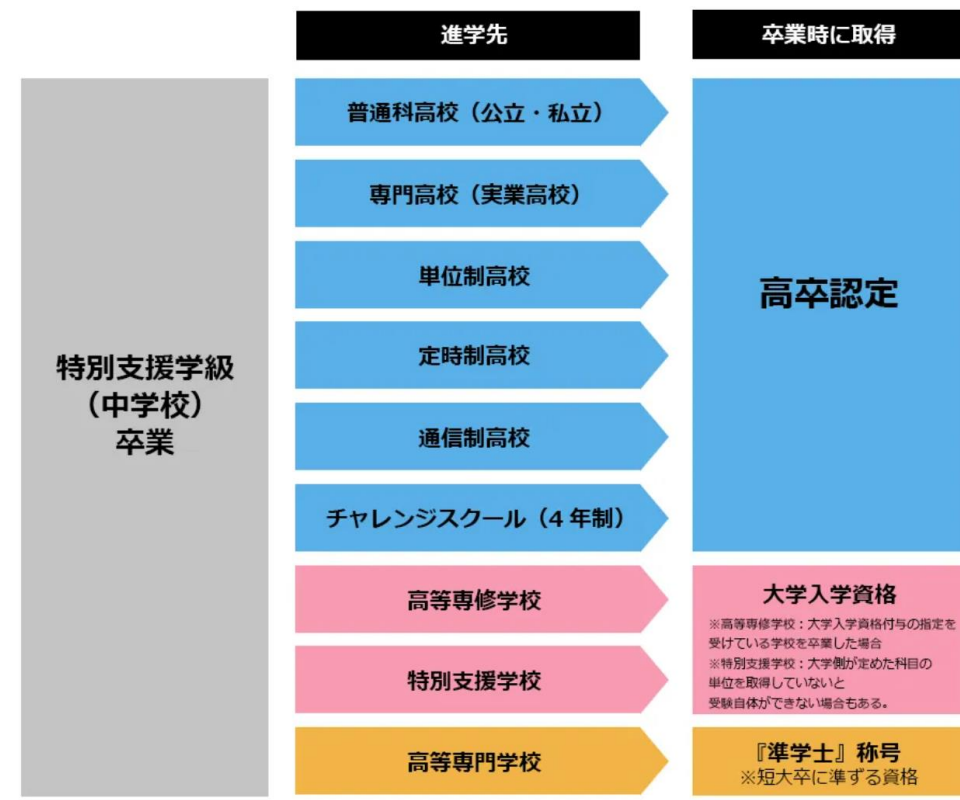 進学先
卒業時に取得
特別支援学級
（中学校）
卒業
普通科高校（公立・私立）
専門高校（実業高校）
単位制高校
定時制高校
通信制高校
チャレンジスクール（4 年制）
高等専修学校
特別支援学校
高等専門学校
高卒認定
大学入学資格
※高等専修学校：大学入学資格付与の指定を
受けている学校を卒業した場合
※特別支援学校：大学側が定めた科目の
単位を取得していないと
受験自体ができない場合もある。
『準学士』称号
※短大卒に準ずる資格